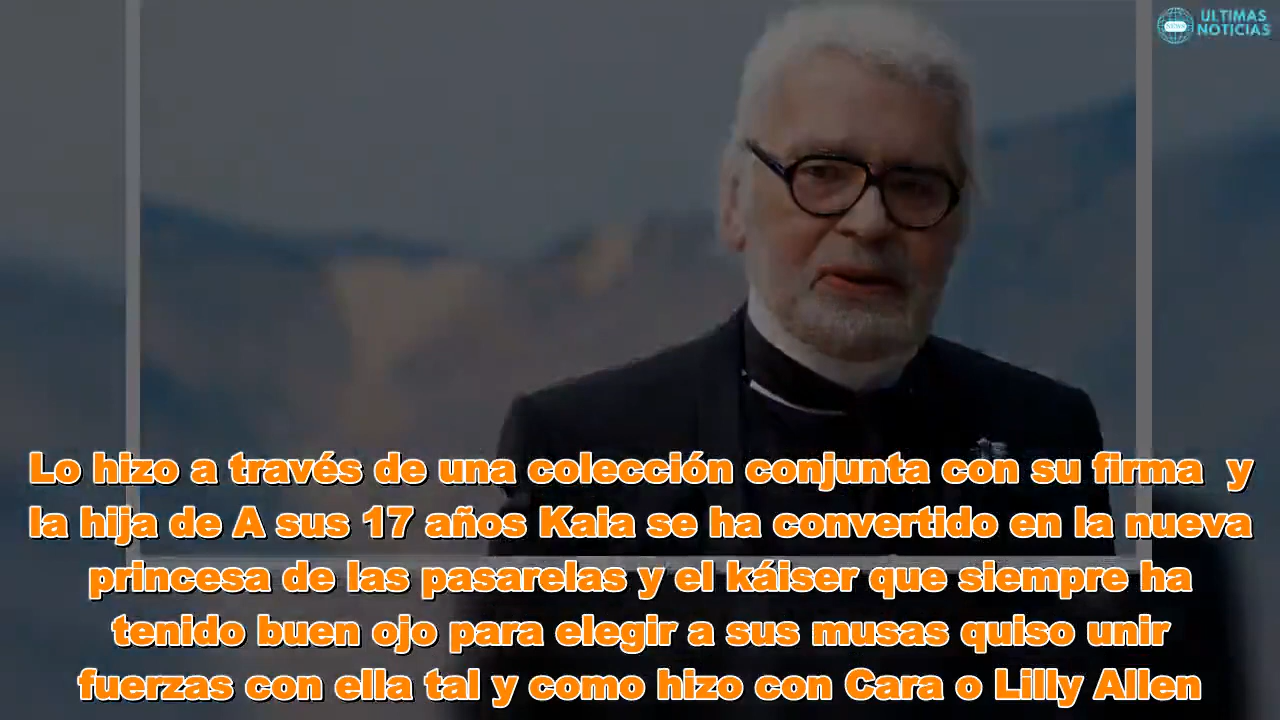 ULTIMAS
NOTICIAS
NEWS
Lo hizo a través de una colección conjunta con su firma y
la hija de A sus 17 años Kaia se ha convertido en la nueva
princesa de las pasarelas y el káiser que siempre ha
tenido buen ojo para elegir a sus musas quiso unir
fuerzas con ella tal y como hizo con Cara o Lilly Allen